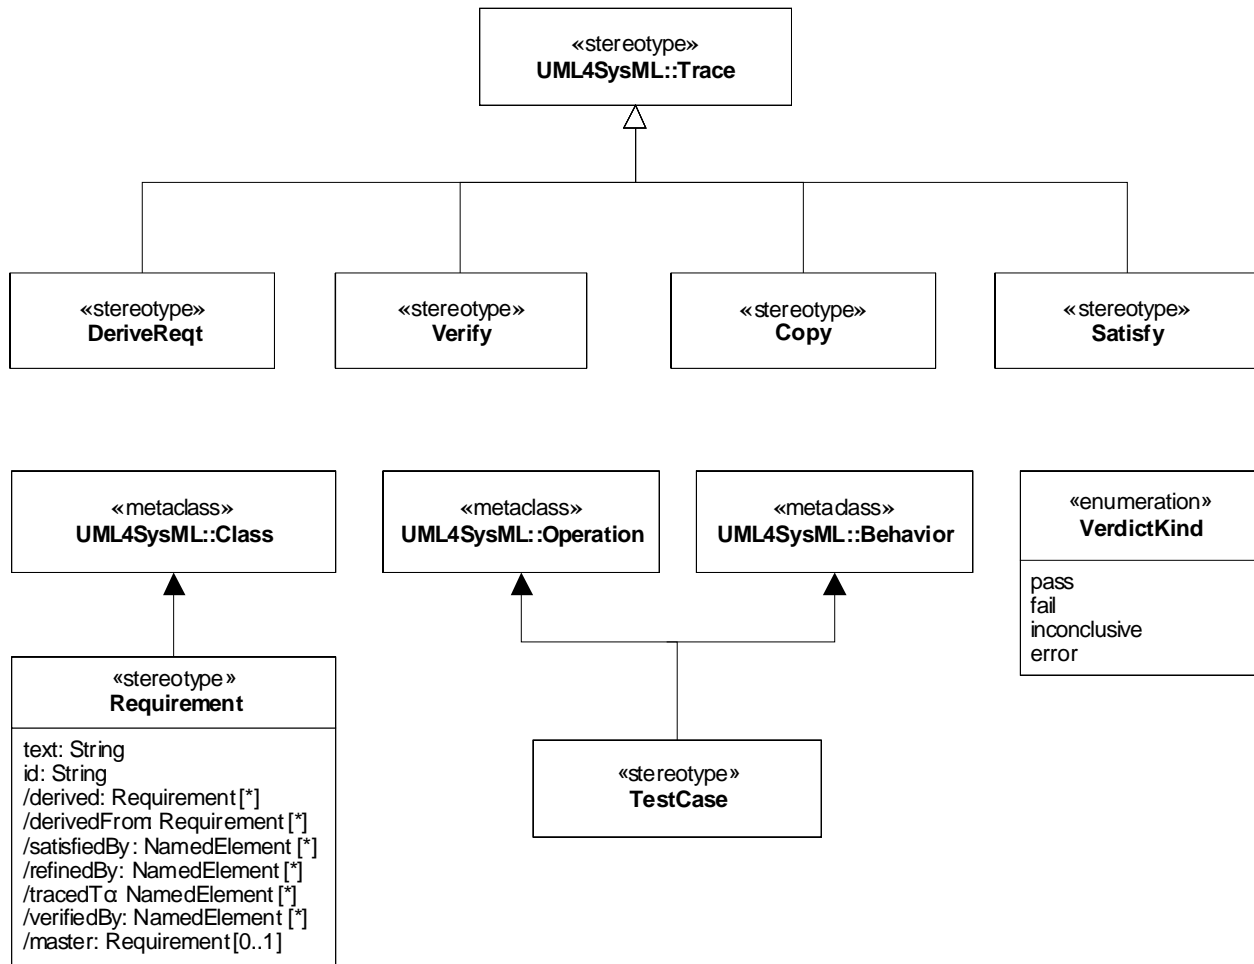 «stereotype»
UML4SysML::Trace
«stereotype»
DeriveReqt
«stereotype»
Verify
«stereotype»
Copy
«stereotype»
Satisfy
«metaclass»
UML4SysML::Class
«metaclass»
UML4SysML::Operation
«metaclass»
UML4SysML::Behavior
«enumeration»
VerdictKind
pass
fail
inconclusive
error
«stereotype»
Requirement
text: String
id: String
/derived: Requirement[*]
/derivedFrom: Requirement[*]
/satisfiedBy: NamedElement[*]
/refinedBy: NamedElement[*]
/tracedTo: NamedElement[*]
/verifiedBy: NamedElement[*]
/master: Requirement[0..1]
«stereotype»
TestCase